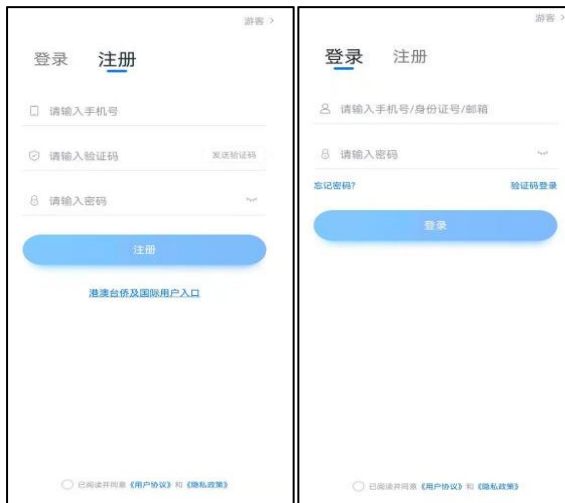 游客 >
登录 注册
请输入手机号
请输入验证码 发送验证码
请输入密码
注册
港澳台侨及国际用户入口
已阅读并同意《用户协议》和《隐私政策》
游客 >
登录 注册
请输入手机号/身份证号/邮箱
请输入密码
忘记密码? 验证码登录
登录
已阅读并同意《用户协议》和《隐私政策》